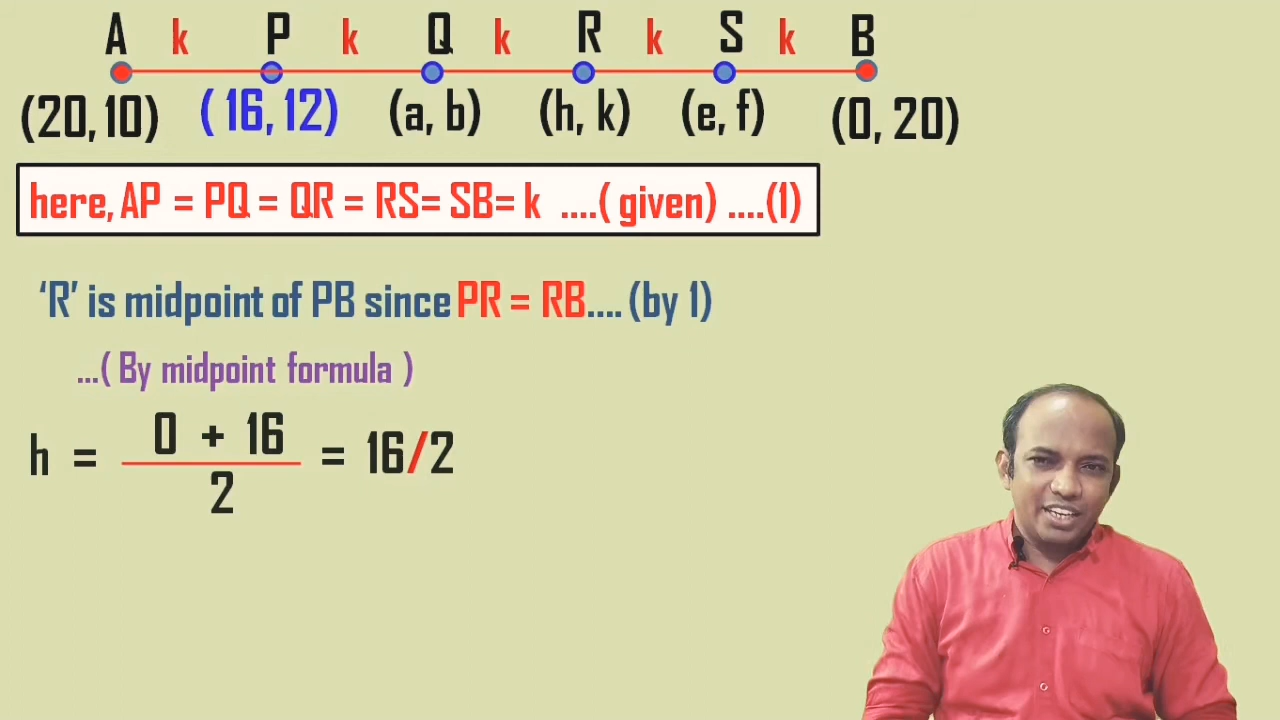 A k P k Q k R k S k B
(20, 10) ( 16, 12) (a, b) (h, k) (e, f) (0, 20)
here, AP = PQ = QR = RS= SB= k ....( given) ....(1)
‘R’ is midpoint of PB since PR = RB.... (by 1)
...( By midpoint formula )
h = 0 + 16 / 2 = 16/2